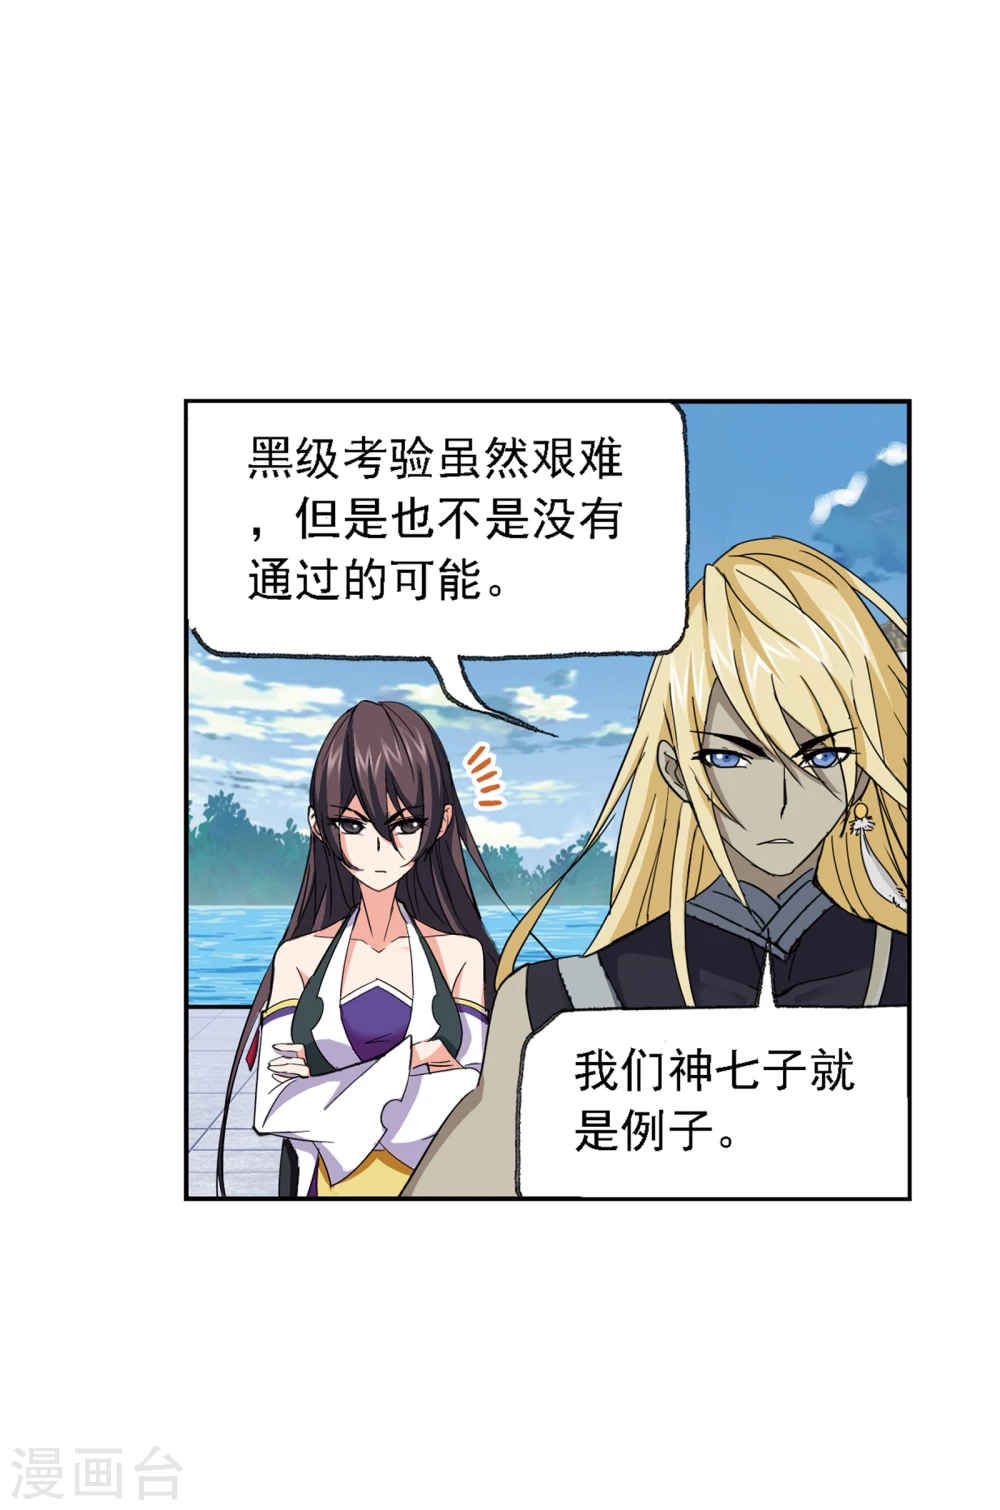 黑级考验虽然艰难
，但是也不是没有
通过的可能。
我们神七子就
是例子。
漫画台